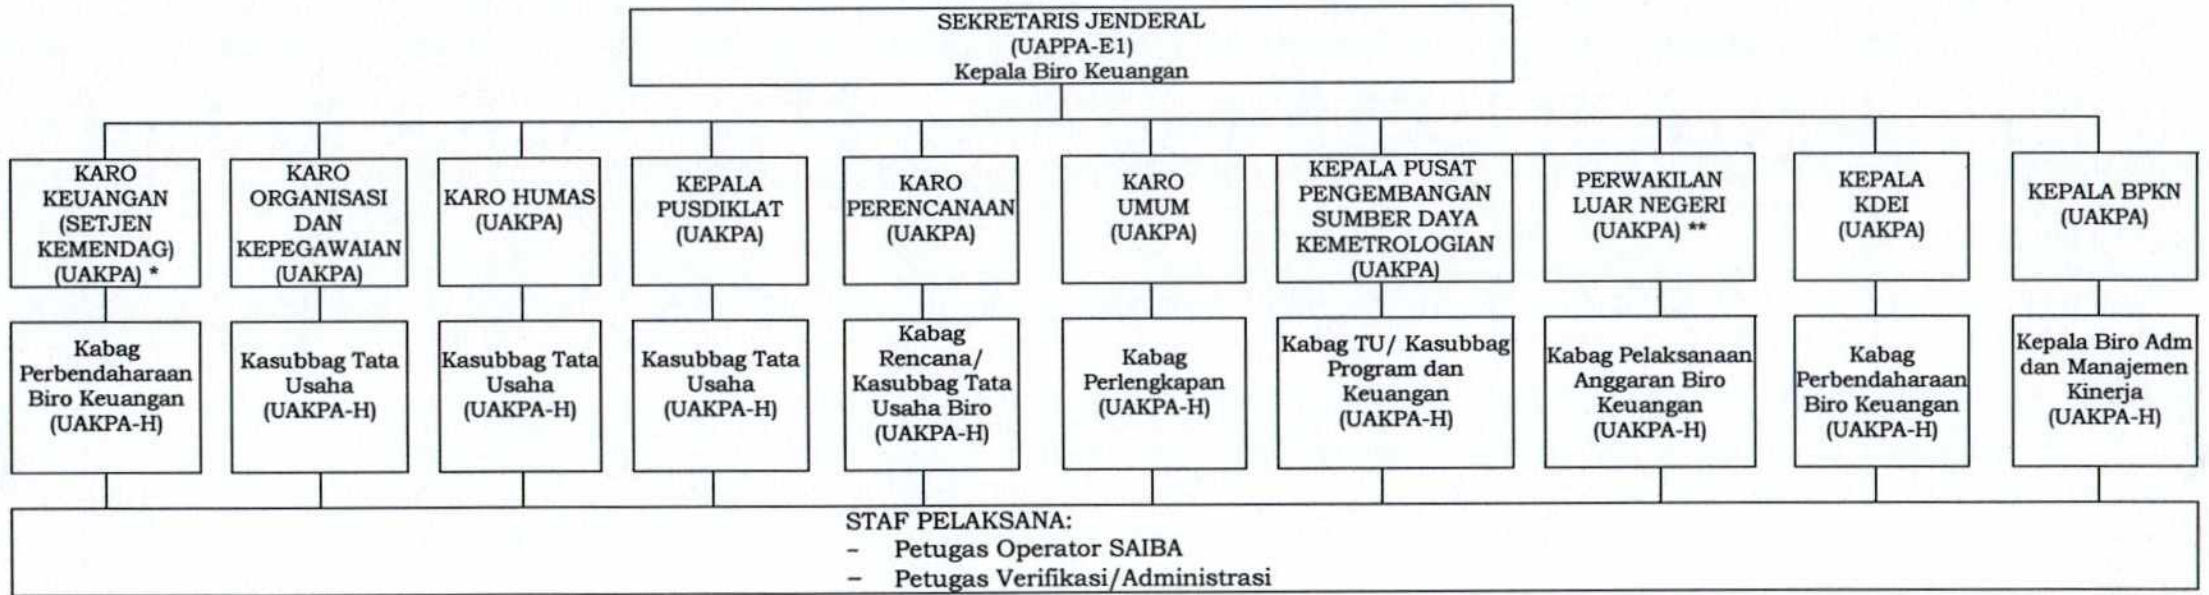 SEKRETARIS JENDERAL
(UAPPA-E1)
Kepala Biro Keuangan
KARO
KEUANGAN
(SETJEN
KEMENDAG)
(UAKPA) *
KARO
ORGANISASI
DAN
KEPEGAWAIAN
(UAKPA)
KARO HUMAS
(UAKPA)
KEPALA
PUSDIKLAT
(UAKPA)
KARO
PERENCANAAN
(UAKPA)
KARO
UMUM
(UAKPA)
KEPALA PUSAT
PENGEMBANGAN
SUMBER DAYA
KEMETROLOGIAN
(UAKPA)
PERWAKILAN
LUAR NEGERI
(UAKPA) **
KEPALA
KDEI
(UAKPA)
KEPALA BPKN
(UAKPA)
Kabag
Perbendaharaan
Biro Keuangan
(UAKPA-H)
Kasubbag Tata
Usaha
(UAKPA-H)
Kasubbag Tata
Usaha
(UAKPA-H)
Kasubbag Tata
Usaha
(UAKPA-H)
Kabag
Rencana/
Kasubbag Tata
Usaha Biro
(UAKPA-H)
Kabag
Perlengkapan
(UAKPA-H)
Kabag TU/ Kasubbag
Program dan
Keuangan
(UAKPA-H)
Kabag Pelaksanaan
Anggaran Biro
Keuangan
(UAKPA-H)
Kabag
Perbendaharaan
Biro Keuangan
(UAKPA-H)
Kepala Biro Adm
dan Manajemen
Kinerja
(UAKPA-H)
STAF PELAKSANA:
– Petugas Operator SAIBA
– Petugas Verifikasi/Administrasi